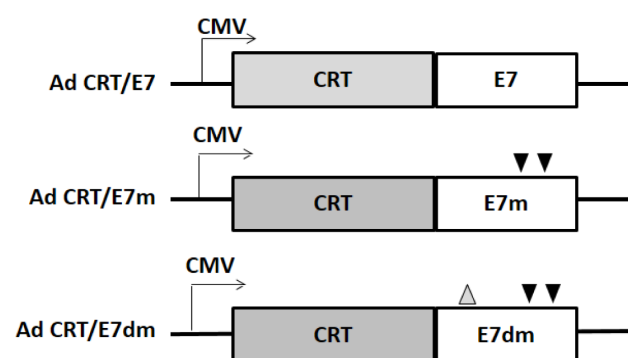 CMV
Ad CRT/E7 CRT E7
CMV
Ad CRT/E7m CRT E7m
CMV
Ad CRT/E7dm CRT E7dm